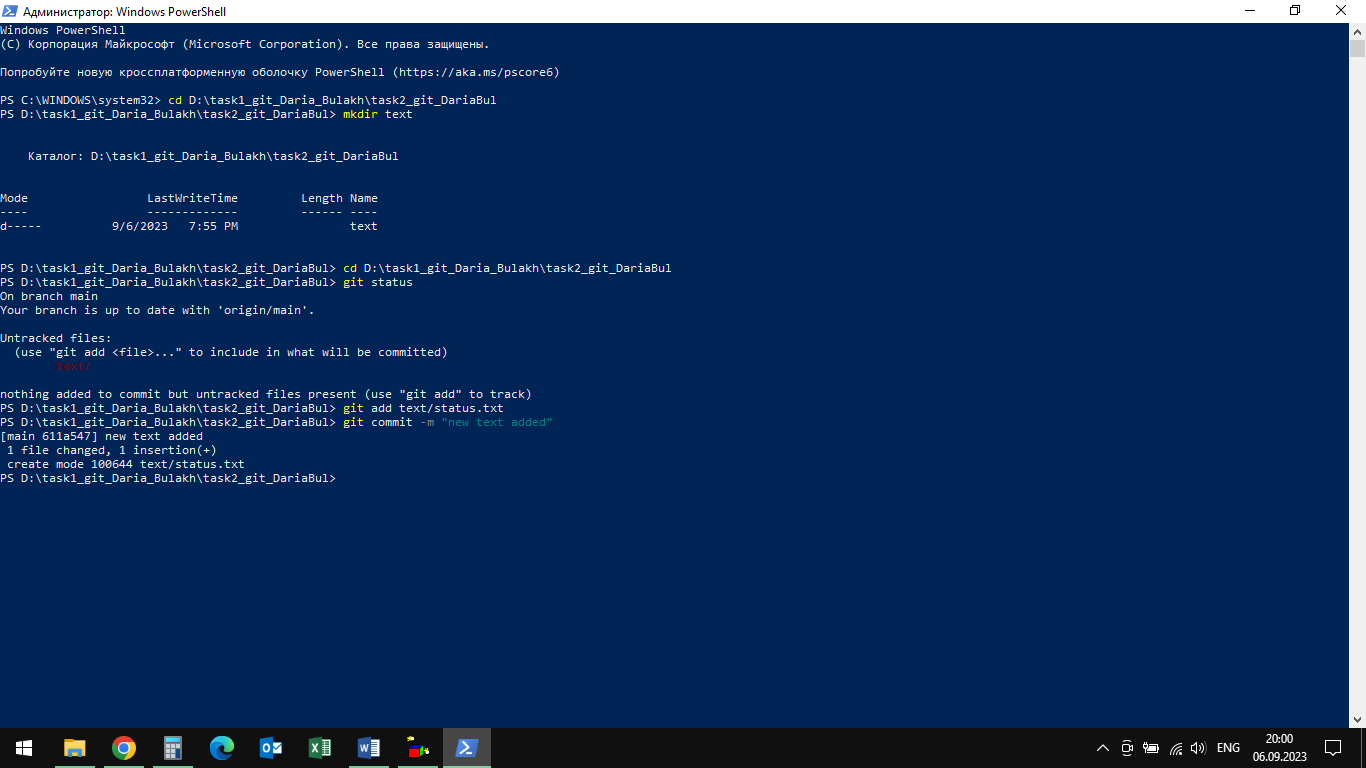 Администратор: Windows PowerShell
Windows PowerShell
(C) Корпорация Майкрософт (Microsoft Corporation). Все права защищены.
Попробуйте новую кроссплатформенную оболочку PowerShell (https://aka.ms/pscore6)
PS C:\WINDOWS\system32> cd D:\task1_git_Daria_Bulakh\task2_git_DariaBul
PS D:\task1_git_Daria_Bulakh\task2_git_DariaBul> mkdir text
Каталог: D:\task1_git_Daria_Bulakh\task2_git_DariaBul
Mode                 LastWriteTime         Length Name
----                 -------------         ------ ----
d-----          9/6/2023   7:55 PM                text
PS D:\task1_git_Daria_Bulakh\task2_git_DariaBul> cd D:\task1_git_Daria_Bulakh\task2_git_DariaBul
PS D:\task1_git_Daria_Bulakh\task2_git_DariaBul> git status
On branch main
Your branch is up to date with 'origin/main'.
Untracked files:
(use "git add <file>..." to include in what will be committed)
text/
nothing added to commit but untracked files present (use "git add" to track)
PS D:\task1_git_Daria_Bulakh\task2_git_DariaBul> git add text/status.txt
PS D:\task1_git_Daria_Bulakh\task2_git_DariaBul> git commit -m "new text added"
[main 611a547] new text added
1 file changed, 1 insertion(+)
create mode 100644 text/status.txt
PS D:\task1_git_Daria_Bulakh\task2_git_DariaBul>
ENG
20:00
06.09.2023